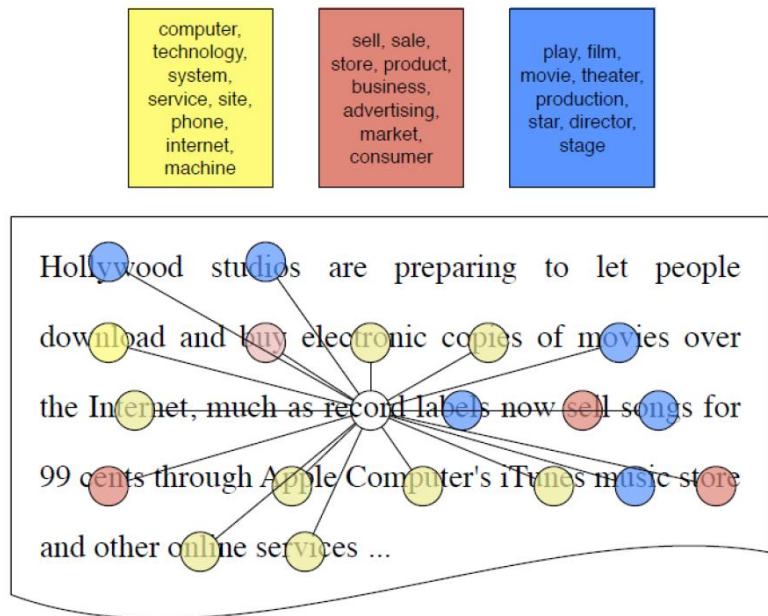 computer,
technology,
system,
service, site,
phone,
internet,
machine
sell, sale,
store, product,
business,
advertising,
market,
consumer
play, film,
movie, theater,
production,
star, director,
stage
Hollywood studios are preparing to let people
download and buy electronic copies of movies over
the Internet, much as record labels now sell songs for
99 cents through Apple Computer's iTunes music store
and other online services ...